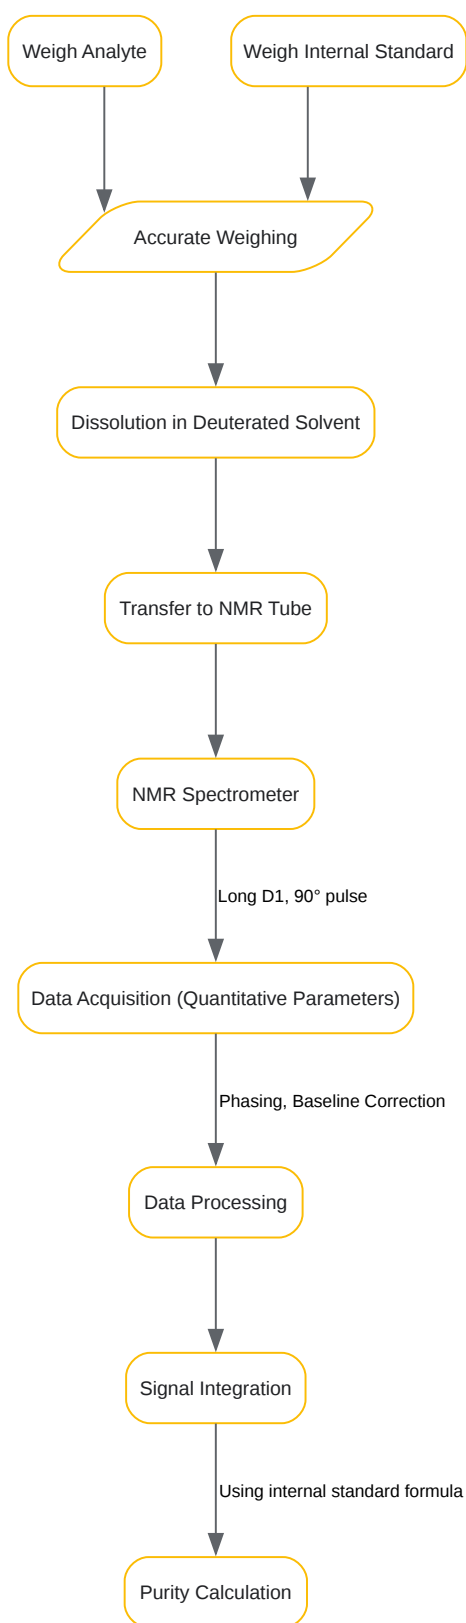 Weigh Analyte
Weigh Internal Standard
Accurate Weighing
Dissolution in Deuterated Solvent
Transfer to NMR Tube
NMR Spectrometer
Long D1, 90° pulse
Data Acquisition (Quantitative Parameters)
Phasing, Baseline Correction
Data Processing
Signal Integration
Using internal standard formula
Purity Calculation